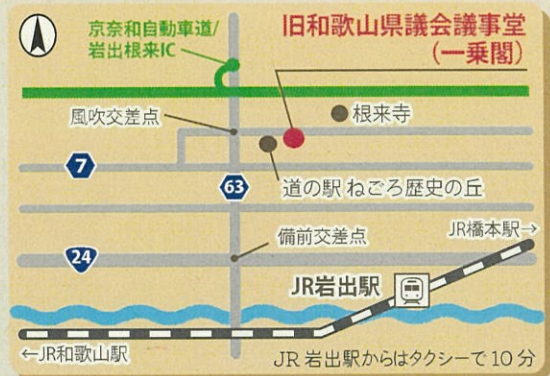 京奈和自動車道/
岩出根来IC
旧和歌山県議会議事堂
(一乗閣)
風吹交差点
根来寺
7
63
道の駅 ねごろ歴史の丘
24
備前交差点
JR橋本駅→
JR岩出駅
←JR和歌山駅
JR 岩出駅からはタクシーで 10 分